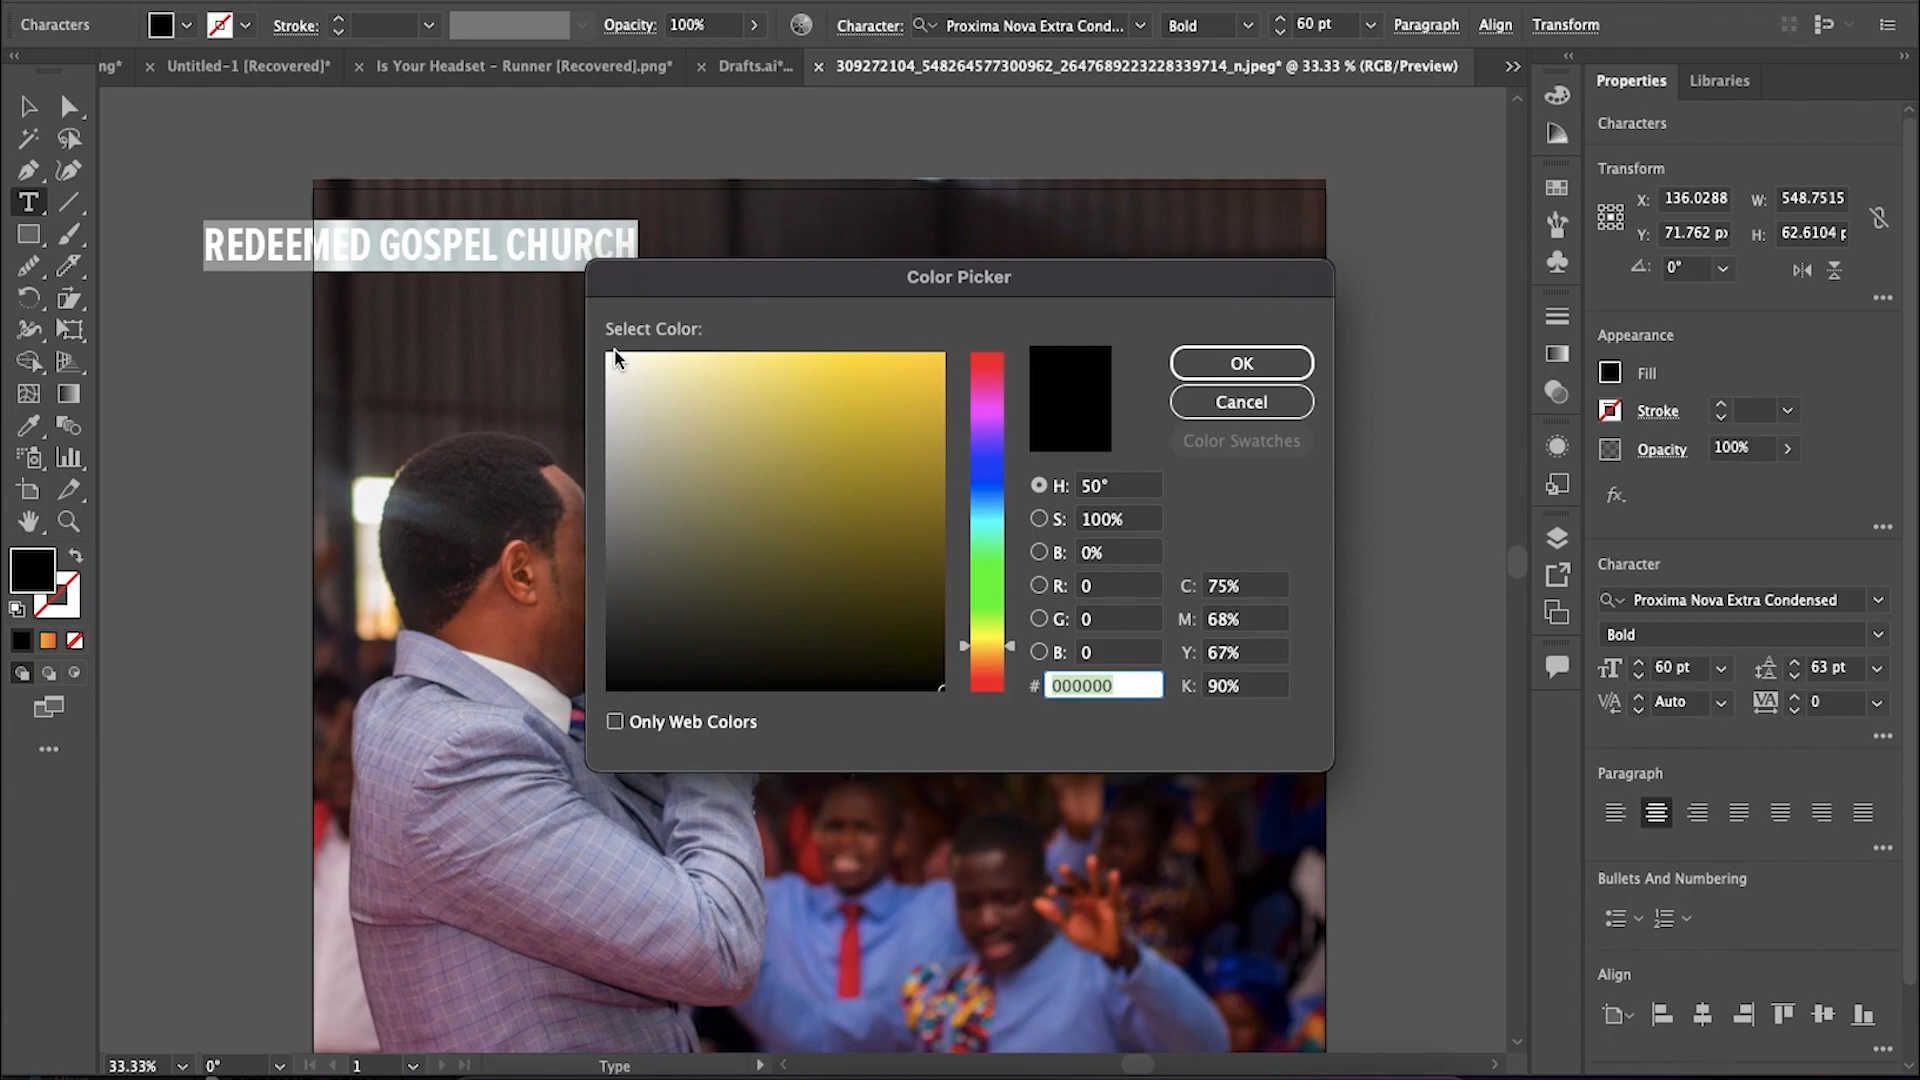 Characters
Stroke:
Opacity: 100%
Character: Proxima Nova Extra Cond... Bold 60 pt Paragraph Align Transform
ng* × Untitled-1 [Recovered]* × Is Your Headset - Runner [Recovered].png* × Drafts.ai*... × 309272104_548264577300962_2647689223228339714_n.jpeg* @ 33.33 % (RGB/Preview)
REDEEMED GOSPEL CHURCH
Color Picker
Select Color:
OK
Cancel
Color Swatches
H: 50°
S: 100%
B: 0%
R: 0 C: 75%
G: 0 M: 68%
B: 0 Y: 67%
# 000000 K: 90%
Only Web Colors
Properties Libraries
Characters
Transform
X: 136.0288 W: 548.7515
Y: 71.762 px H: 62.6104 p
0°
Appearance
Fill
Stroke
Opacity 100%
fx.
Character
Proxima Nova Extra Condensed
Bold
60 pt 63 pt
Auto 0
Paragraph
Bullets And Numbering
Align
33.33% 0° 1 Type